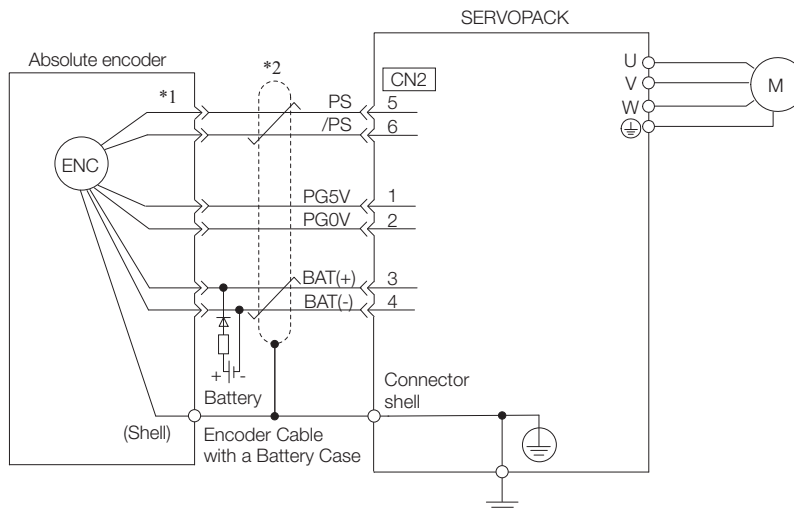 SERVOPACK
Absolute encoder
*1
*2
CN2
U
V
W
M
ENC
PS 5
/PS 6
PG5V 1
PG0V 2
BAT(+) 3
BAT(-) 4
+ -
Battery
Connector
shell
(Shell)
Encoder Cable
with a Battery Case